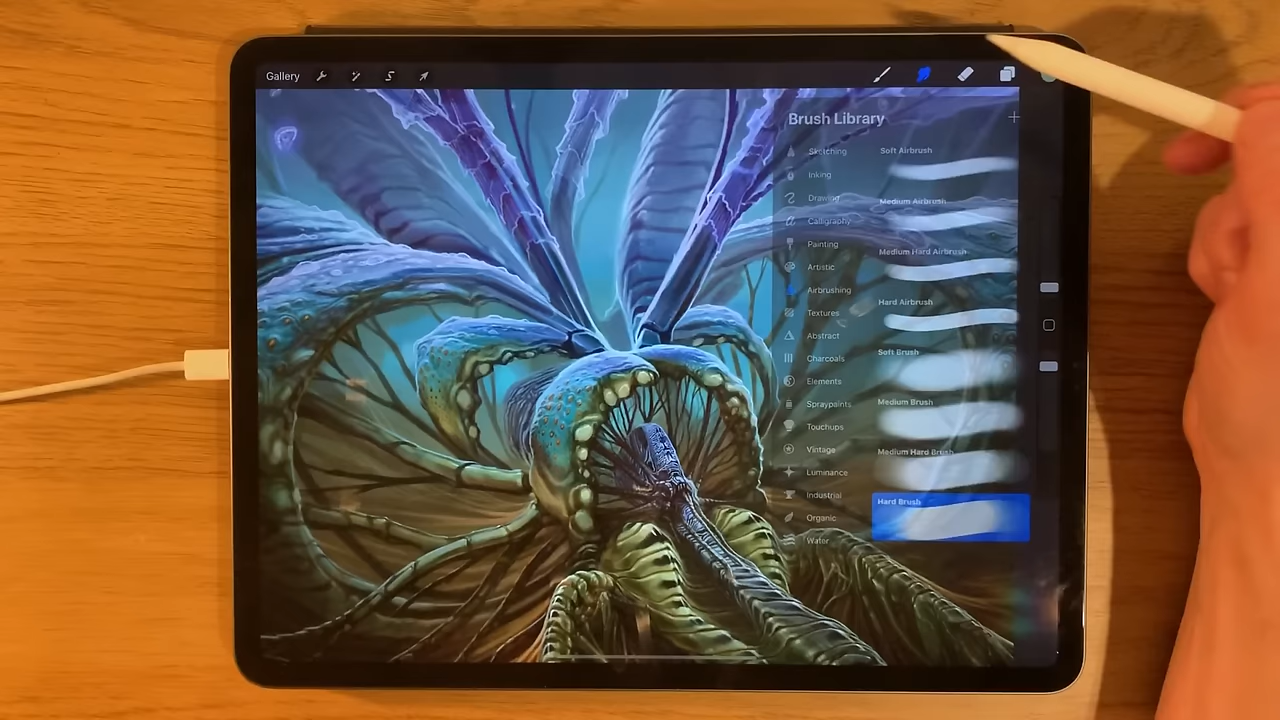 Gallery
Brush Library
Sketching
Inking
Drawing
Calligraphy
Painting
Artistic
Airbrushing
Textures
Abstract
Charcoals
Elements
Spraypaints
Touchups
Vintage
Luminance
Industrial
Organic
Water
Soft Airbrush
Medium Airbrush
Medium Hard Airbrush
Hard Airbrush
Soft Brush
Medium Brush
Medium Hard Brush
Hard Brush